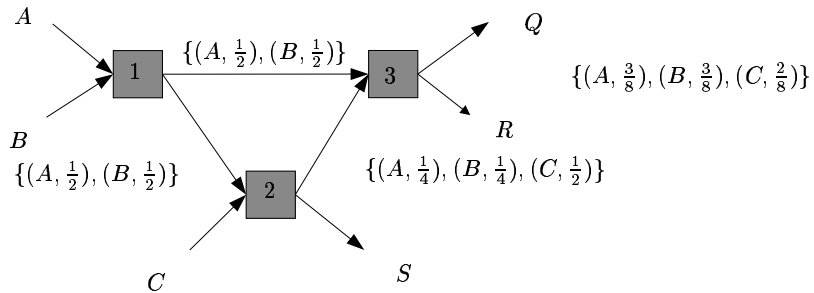 A
Q
{(A, 1/2), (B, 1/2)}
1
3
{(A, 3/8), (B, 3/8), (C, 2/8)}
B
R
{(A, 1/2), (B, 1/2)}
{(A, 1/4), (B, 1/4), (C, 1/2)}
2
C
S